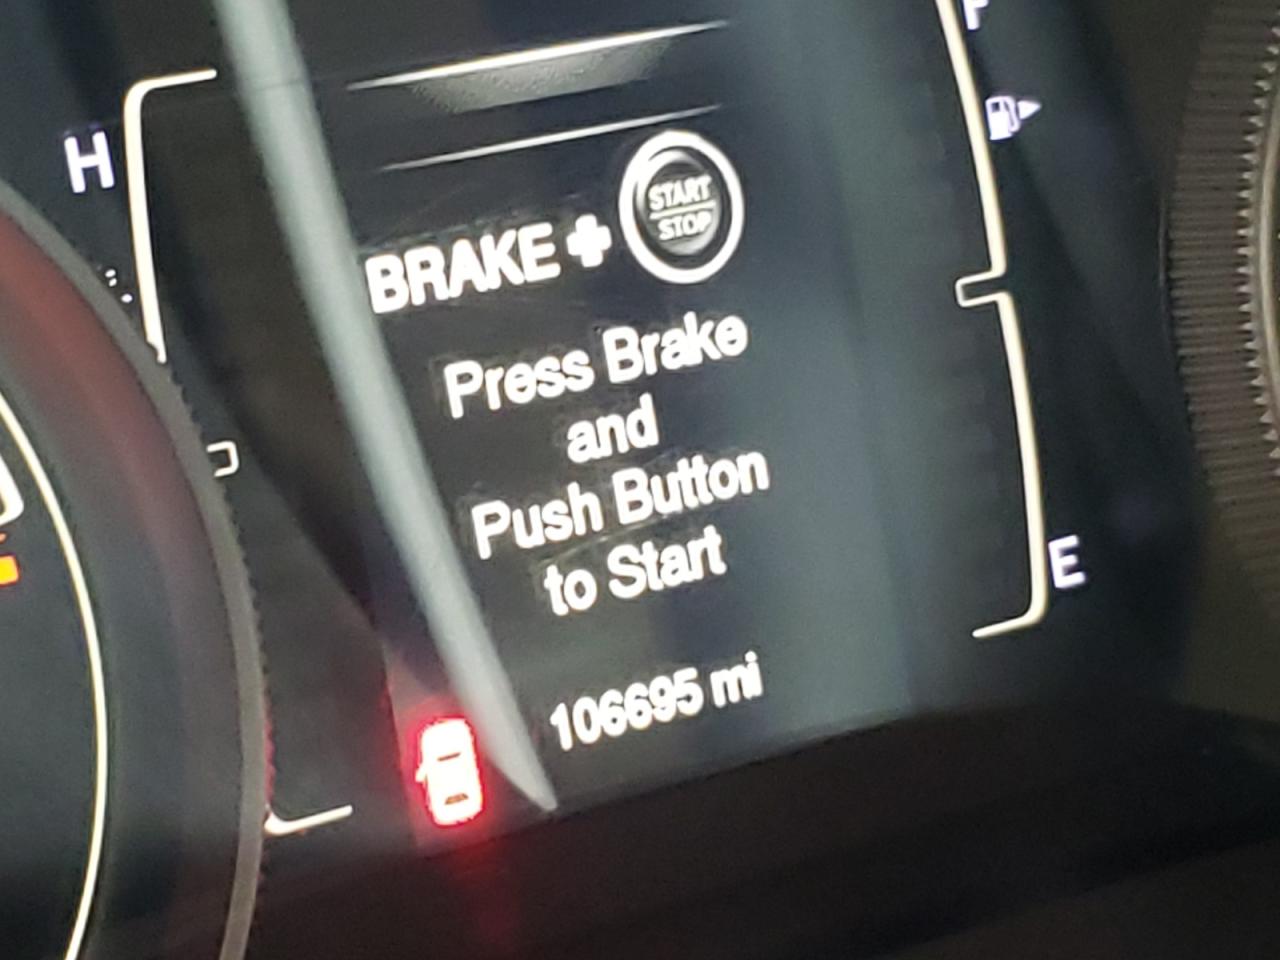 F
H
START
STOP
BRAKE +
Press Brake
and
Push Button
to Start
E
106695 mi